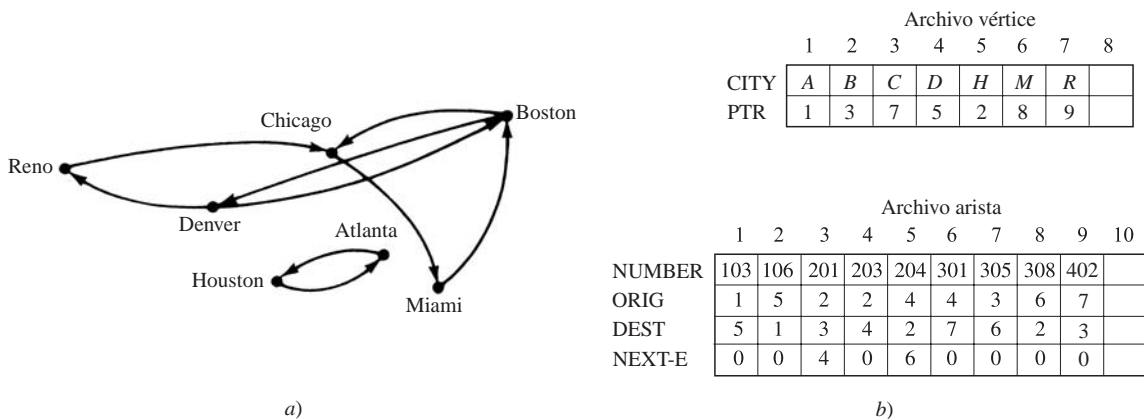 Chicago
Boston
Reno
Denver
Atlanta
Houston
Miami
a)
Archivo vértice
1 2 3 4 5 6 7 8
CITY A B C D H M R
PTR 1 3 7 5 2 8 9
Archivo arista
1 2 3 4 5 6 7 8 9 10
NUMBER 103 106 201 203 204 301 305 308 402
ORIG 1 5 2 2 4 4 3 6 7
DEST 5 1 3 4 2 7 6 2 3
NEXT-E 0 0 4 0 6 0 0 0 0
b)